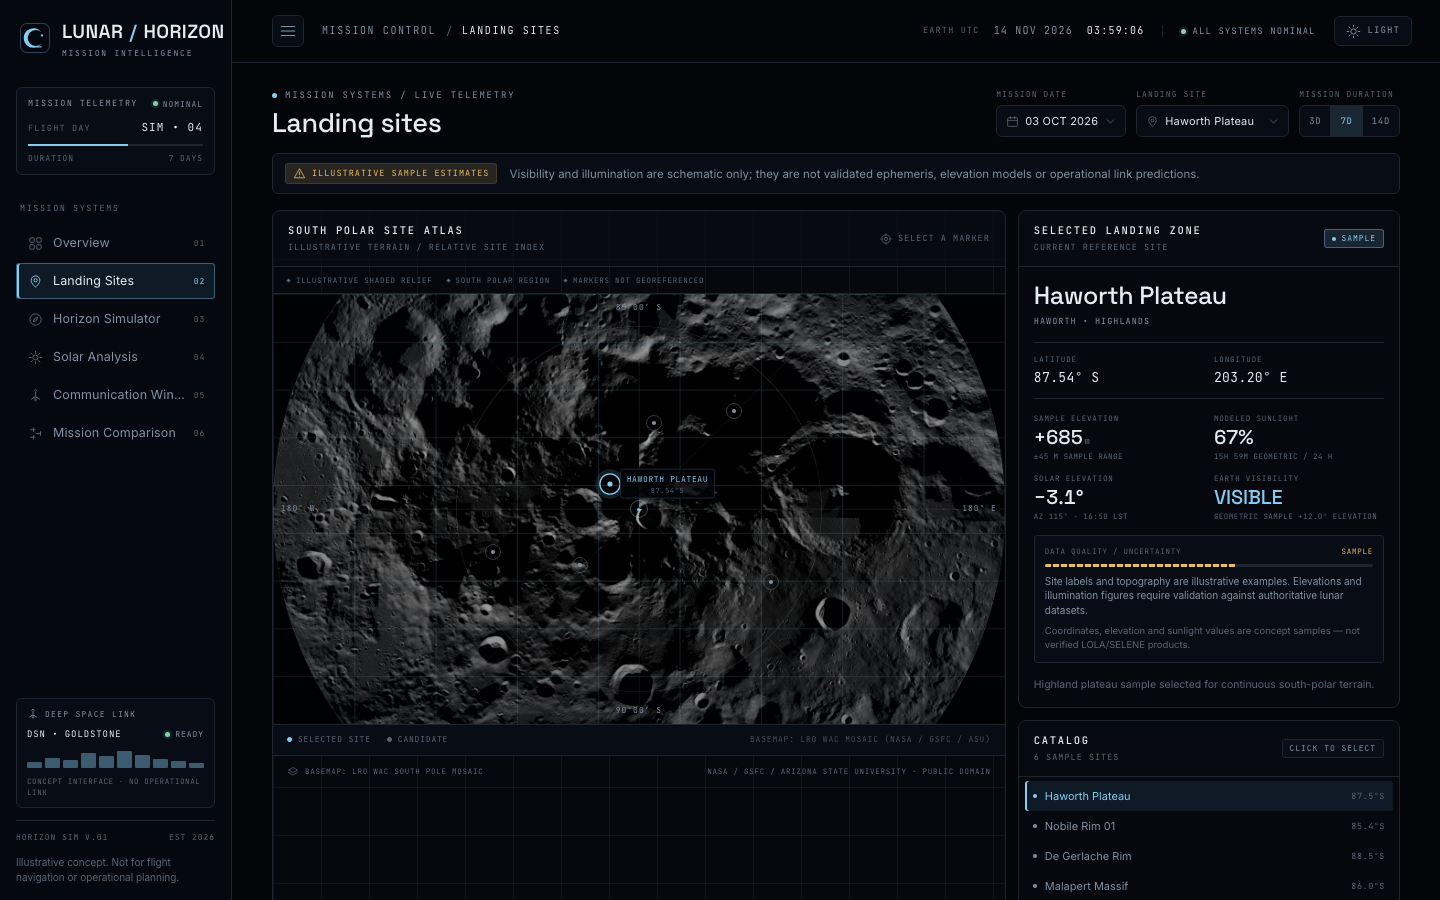 LUNAR / HORIZON
MISSION INTELLIGENCE
MISSION TELEMETRY
NOMINAL
FLIGHT DAY
SIM • 04
DURATION
7 DAYS
MISSION SYSTEMS
Overview 01
Landing Sites 02
Horizon Simulator 03
Solar Analysis 04
Communication Win... 05
Mission Comparison 06
DEEP SPACE LINK
DSN • GOLDSTONE
READY
CONCEPT INTERFACE · NO OPERATIONAL
LINK
HORIZON SIM V.01
EST 2026
Illustrative concept. Not for flight
navigation or operational planning.
MISSION CONTROL / LANDING SITES
EARTH UTC 14 NOV 2026 03:59:06
ALL SYSTEMS NOMINAL
LIGHT
MISSION SYSTEMS / LIVE TELEMETRY
Landing sites
MISSION DATE
03 OCT 2026
LANDING SITE
Haworth Plateau
MISSION DURATION
3D 7D 14D
ILLUSTRATIVE SAMPLE ESTIMATES
Visibility and illumination are schematic only; they are not validated ephemeris, elevation models or operational link predictions.
SOUTH POLAR SITE ATLAS
ILLUSTRATIVE TERRAIN / RELATIVE SITE INDEX
SELECT A MARKER
ILLUSTRATIVE SHADED RELIEF
SOUTH POLAR REGION
MARKERS NOT GEOREFERENCED
HAWORTH PLATEAU
87.54°S
180° W
180° E
90°00′ S
SELECTED SITE
CANDIDATE
BASEMAP: LRO WAC MOSAIC (NASA / GSFC / ASU)
BASEMAP: LRO WAC SOUTH POLE MOSAIC
NASA / GSFC / ARIZONA STATE UNIVERSITY · PUBLIC DOMAIN
SELECTED LANDING ZONE
CURRENT REFERENCE SITE
SAMPLE
Haworth Plateau
HAWORTH • HIGHLANDS
LATITUDE
87.54° S
LONGITUDE
203.20° E
SAMPLE ELEVATION
+685 m
±45 M SAMPLE RANGE
MODELED SUNLIGHT
67%
15H 59M GEOMETRIC / 24 H
SOLAR ELEVATION
−3.1°
AZ 115° · 16:50 LST
EARTH VISIBILITY
VISIBLE
GEOMETRIC SAMPLE +12.0° ELEVATION
DATA QUALITY / UNCERTAINTY
SAMPLE
Site labels and topography are illustrative examples. Elevations and
illumination figures require validation against authoritative lunar
datasets.
Coordinates, elevation and sunlight values are concept samples — not
verified LOLA/SELENE products.
Highland plateau sample selected for continuous south-polar terrain.
CATALOG
6 SAMPLE SITES
CLICK TO SELECT
Haworth Plateau 87.5°S
Nobile Rim 01 85.4°S
De Gerlache Rim 88.5°S
Malapert Massif 86.0°S